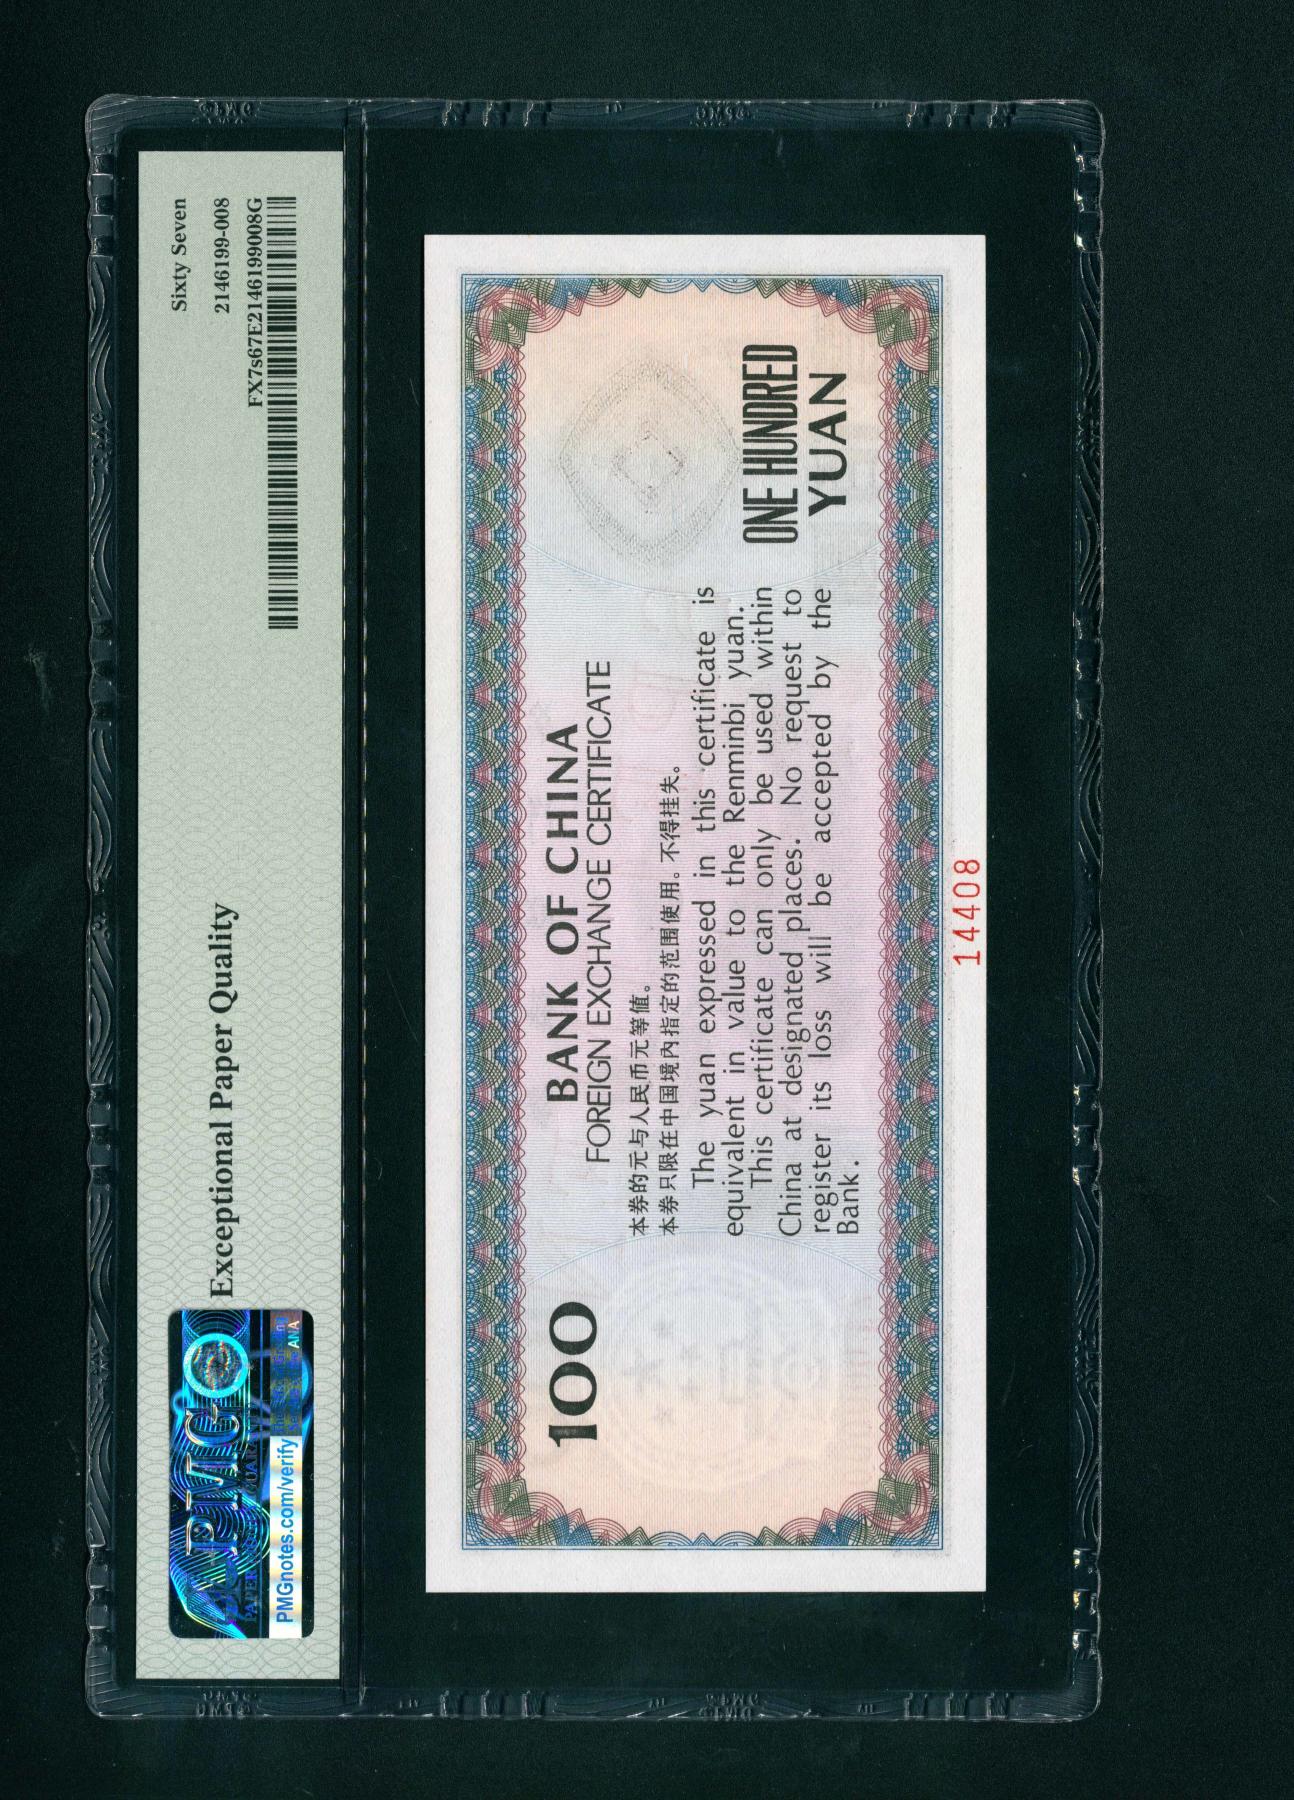 Sixty Seven
2146199-008
FX7s67E2146199008G
Exceptional Paper Quality
PMG
PAPER
ANA
PMGnotes.com/verify
100
BANK OF CHINA
FOREIGN EXCHANGE CERTIFICATE
本券的元与人民币元等值。
本券只限在中国境内指定的范围使用。不得挂失。
The yuan expressed in this certificate is
equivalent in value to the Renminbi yuan.
This certificate can only be used within
China at designated places. No request to
register its loss will be accepted by the
Bank.
ONE HUNDRED
YUAN
14408